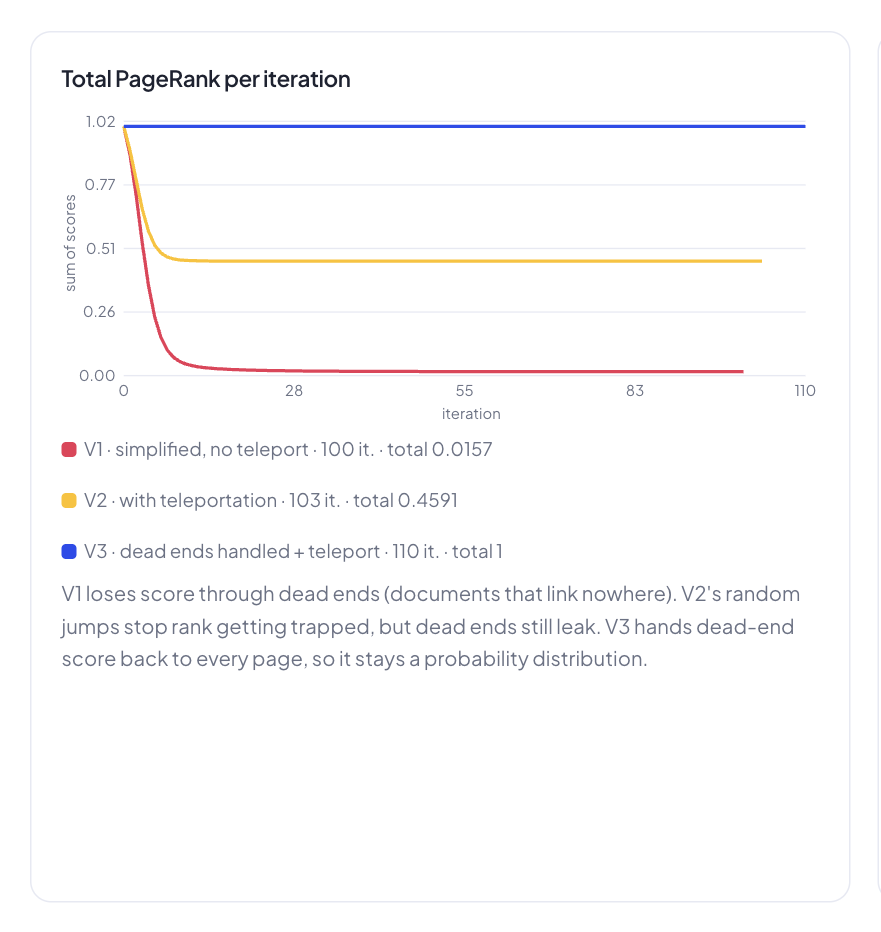 Total PageRank per iteration
1.02
0.77
0.51
0.26
0.00
sum of scores
0
28
55
83
110
iteration
V1 · simplified, no teleport · 100 it. · total 0.0157
V2 · with teleportation · 103 it. · total 0.4591
V3 · dead ends handled + teleport · 110 it. · total 1
V1 loses score through dead ends (documents that link nowhere). V2's random
jumps stop rank getting trapped, but dead ends still leak. V3 hands dead-end
score back to every page, so it stays a probability distribution.